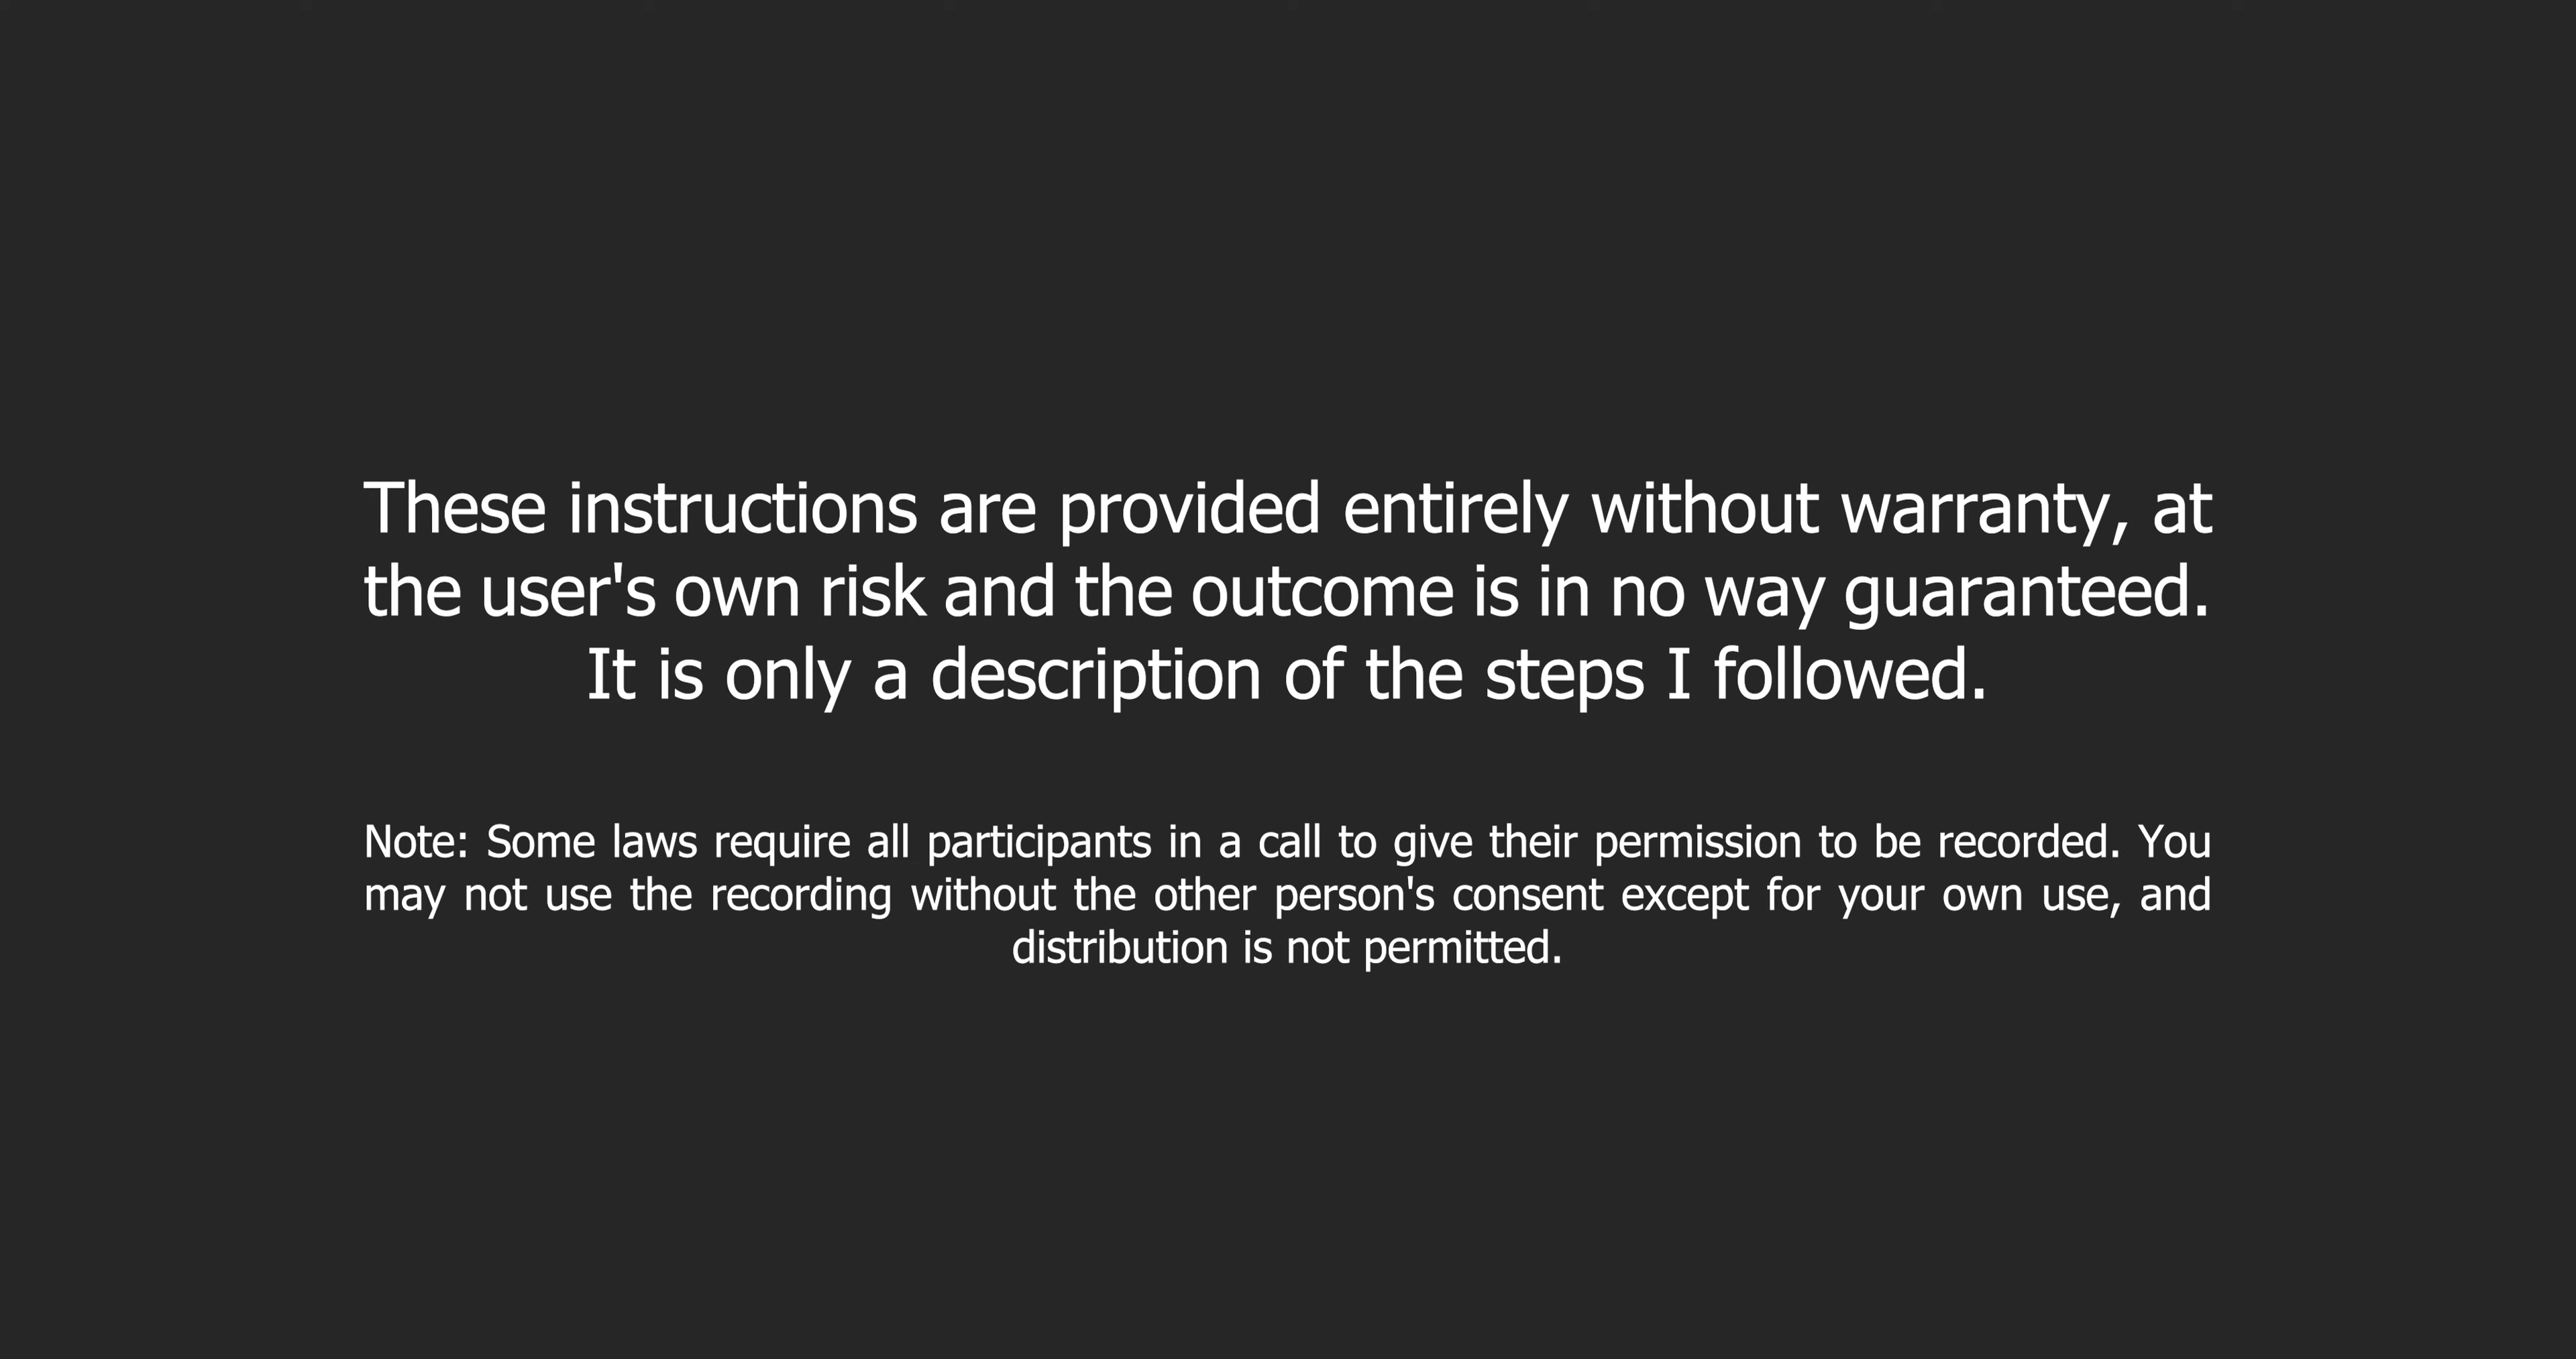 These instructions are provided entirely without warranty, at
the user's own risk and the outcome is in no way guaranteed.
It is only a description of the steps I followed.
Note: Some laws require all participants in a call to give their permission to be recorded. You
may not use the recording without the other person's consent except for your own use, and
distribution is not permitted.